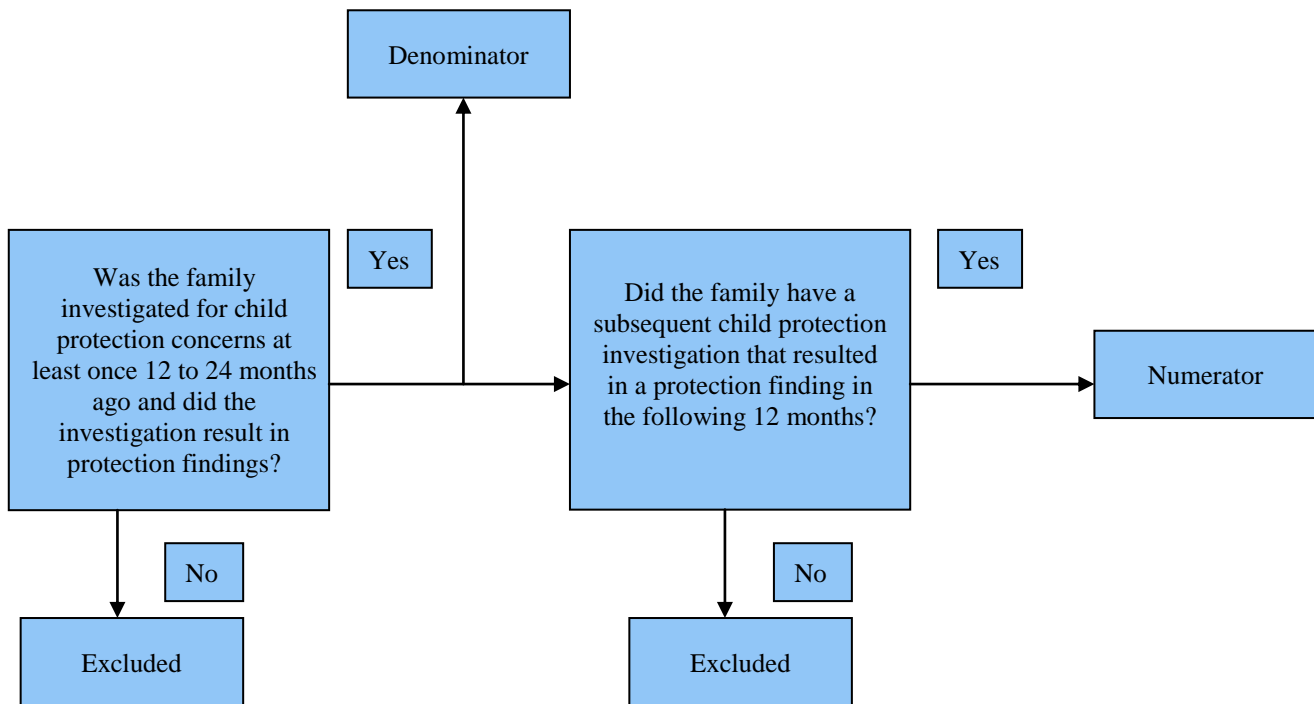 Denominator
Was the family
investigated for child
protection concerns at
least once 12 to 24 months
ago and did the
investigation result in
protection findings?
Yes
Did the family have a
subsequent child protection
investigation that resulted
in a protection finding in
the following 12 months?
Yes
Numerator
No
Excluded
No
Excluded